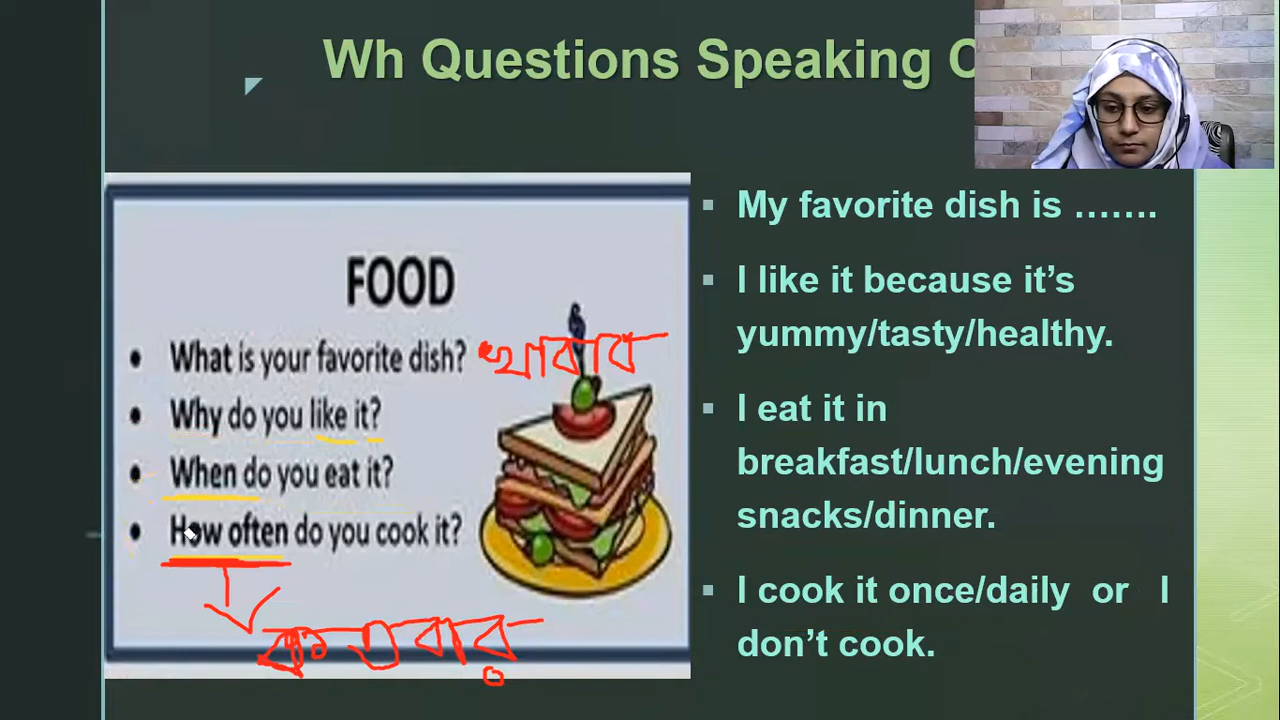 Wh Questions Speaking C
FOOD
• What is your favorite dish? খাবার
• Why do you like it?
• When do you eat it?
• How often do you cook it?
▪ My favorite dish is …….
▪ I like it because it’s
yummy/tasty/healthy.
▪ I eat it in
breakfast/lunch/evening
snacks/dinner.
▪ I cook it once/daily or I
don’t cook.